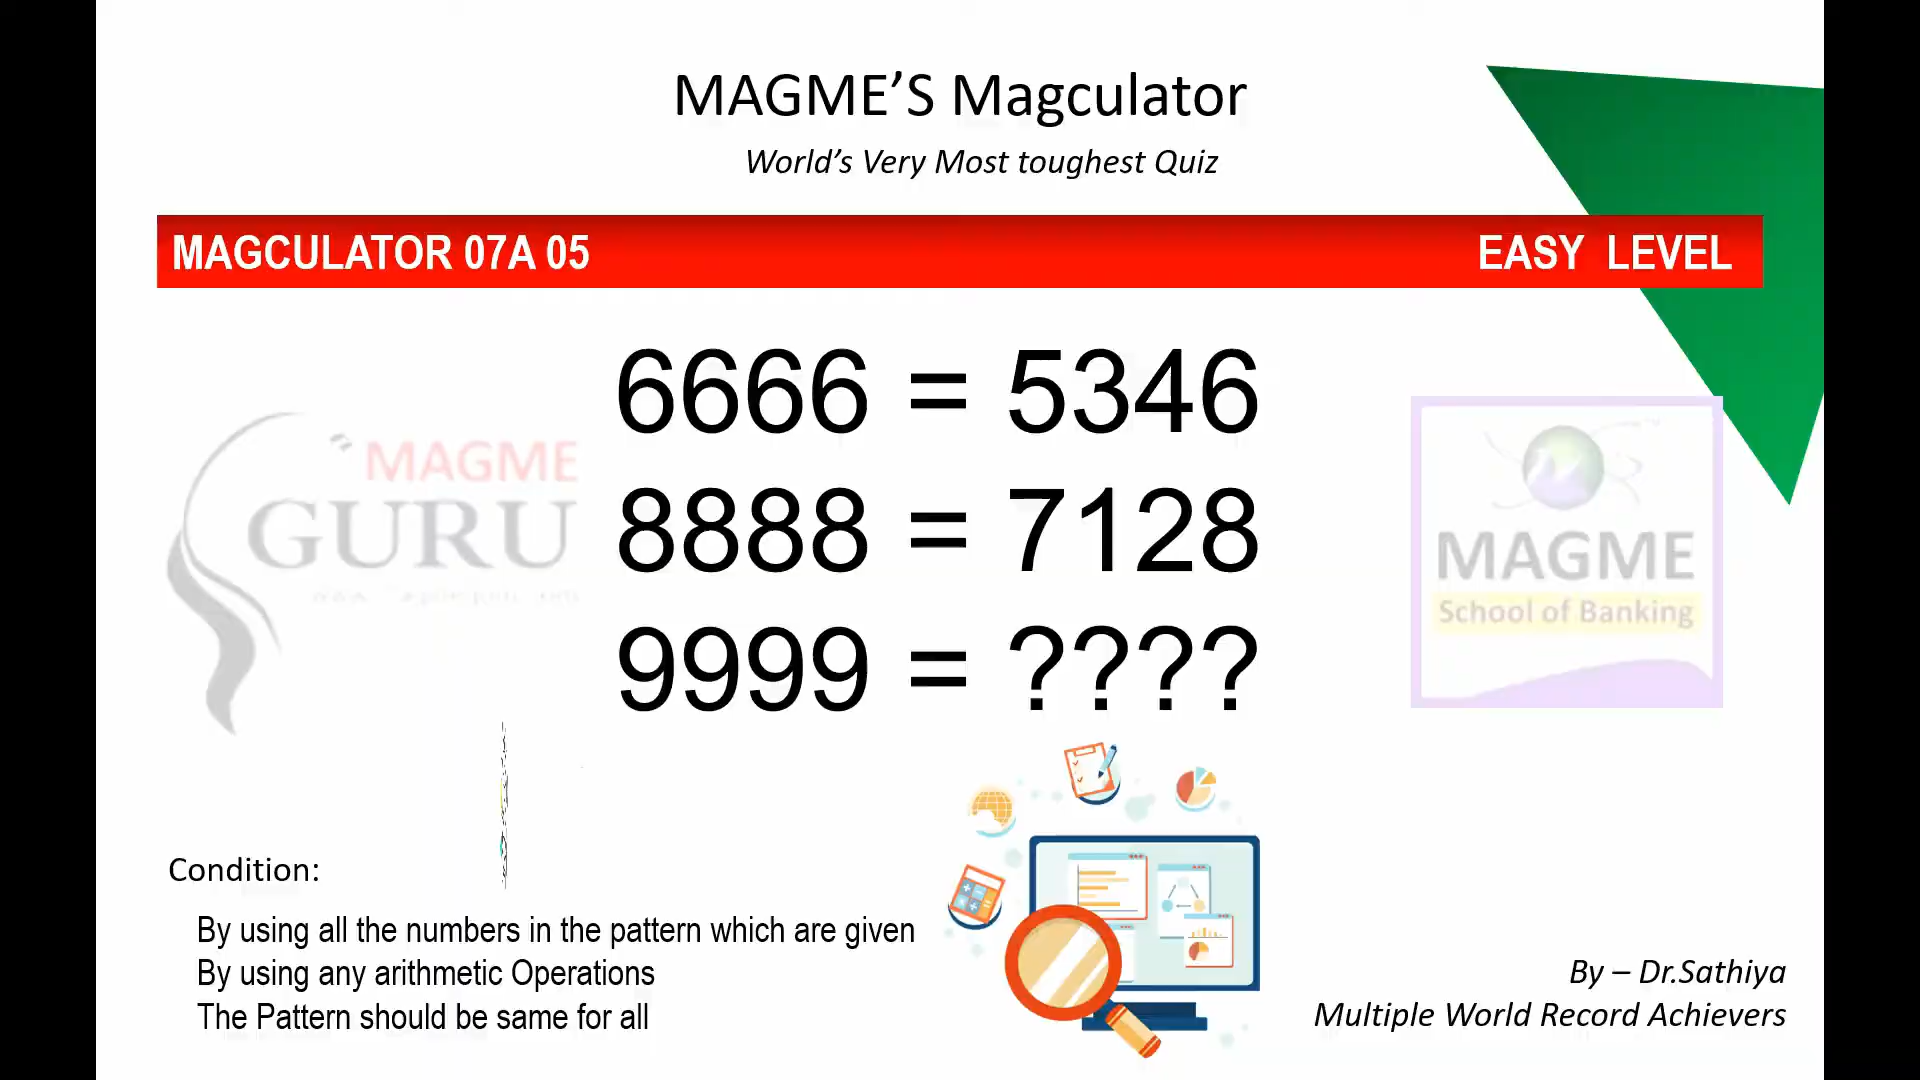 MAGME’S Magculator
World’s Very Most toughest Quiz
MAGCULATOR 07A 05 EASY LEVEL
6666 = 5346
8888 = 7128
9999 = ????
MAGME
GURU
MAGME
School of Banking
Condition:
By using all the numbers in the pattern which are given
By using any arithmetic Operations
The Pattern should be same for all
By – Dr.Sathiya
Multiple World Record Achievers